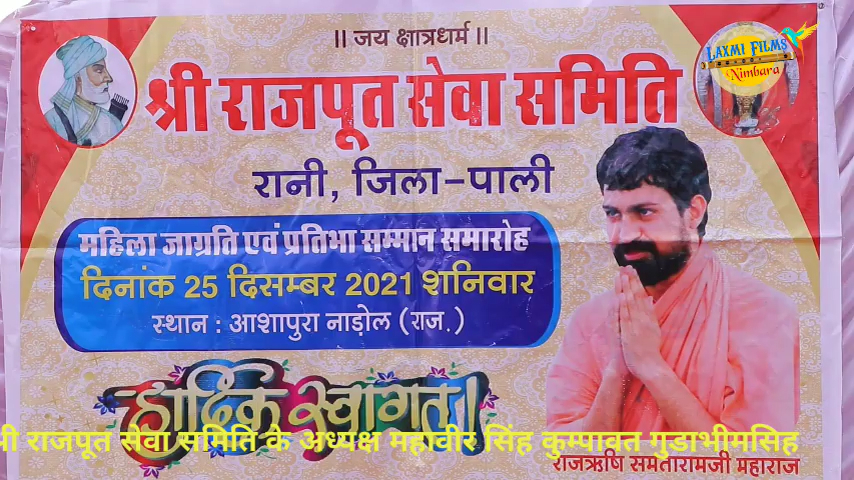 || जय क्षात्रधर्म ||
LAXMI FILMS
Nimbara
श्री राजपूत सेवा समिति
रानी, जिला-पाली
महिला जाग्रति एवं प्रतिभा सम्मान समारोह
दिनांक 25 दिसम्बर 2021 शनिवार
स्थान : आशापुरा नाड़ोल (राज.)
हार्दिक स्वागत!
राजपूत सेवा समिति के अध्यक्ष महावीर सिंह कुम्पावत गुडाभीमसिह
राजऋषि समतारामजी महाराज